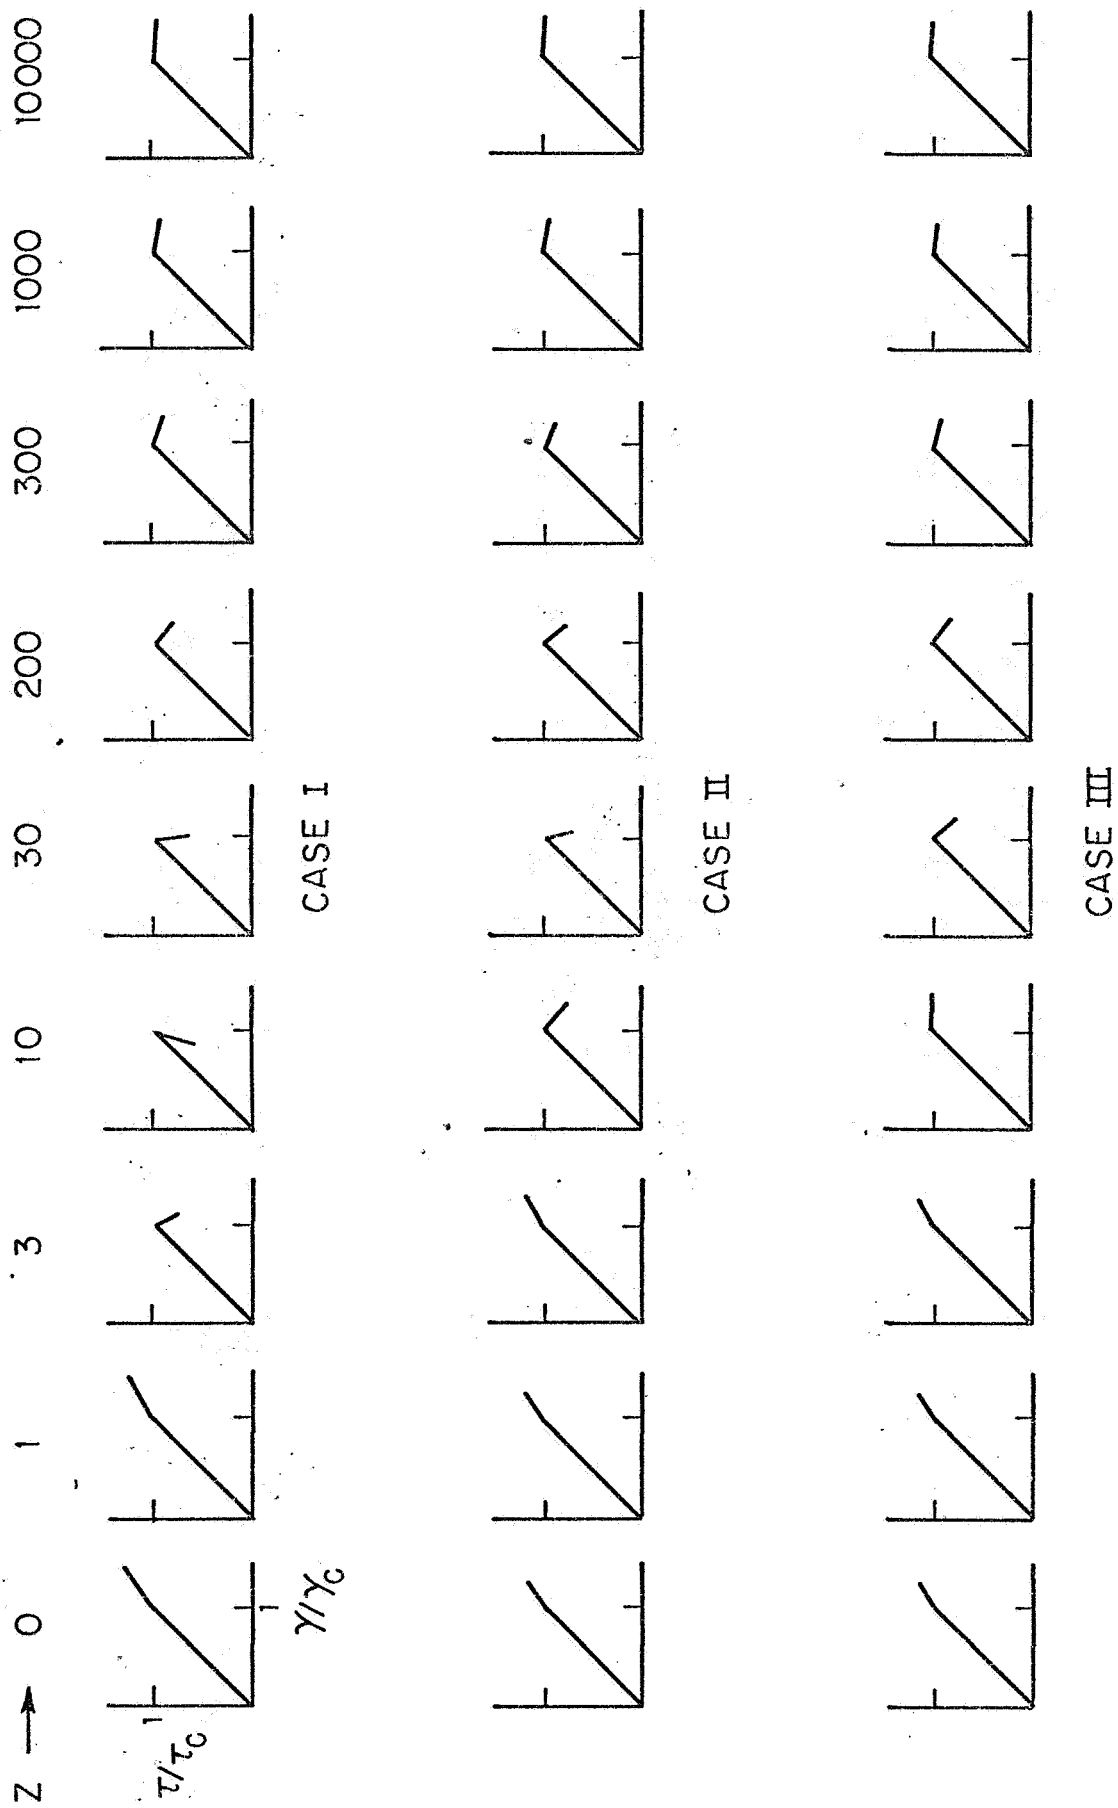 Z → 0 1 3 10 30 200 300 1000 10000
τ/τc
1
1
γ/γc
CASE I
CASE II
CASE III